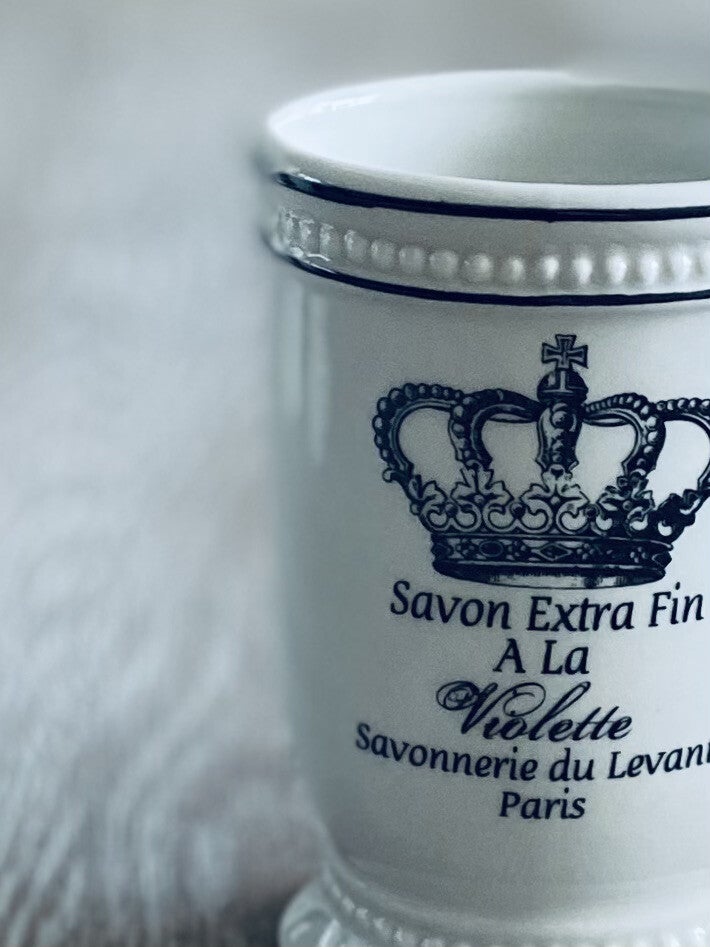 Savon Extra Fin
A La
Violette
Savonnerie du Levant
Paris